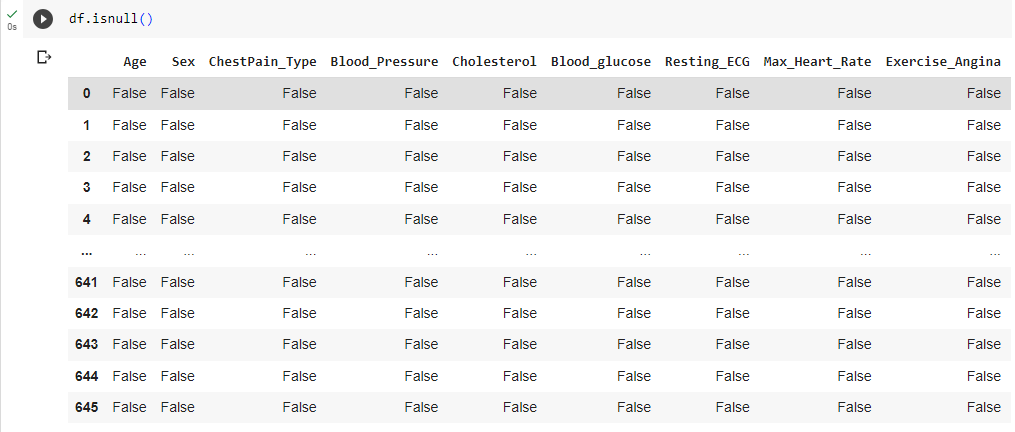 df.isnull()
0s
Age Sex ChestPain_Type Blood_Pressure Cholesterol Blood_glucose Resting_ECG Max_Heart_Rate Exercise_Angina
0 False False False False False False False False False
1 False False False False False False False False False
2 False False False False False False False False False
3 False False False False False False False False False
4 False False False False False False False False False
... ... ... ... ... ... ... ... ... ...
641 False False False False False False False False False
642 False False False False False False False False False
643 False False False False False False False False False
644 False False False False False False False False False
645 False False False False False False False False False